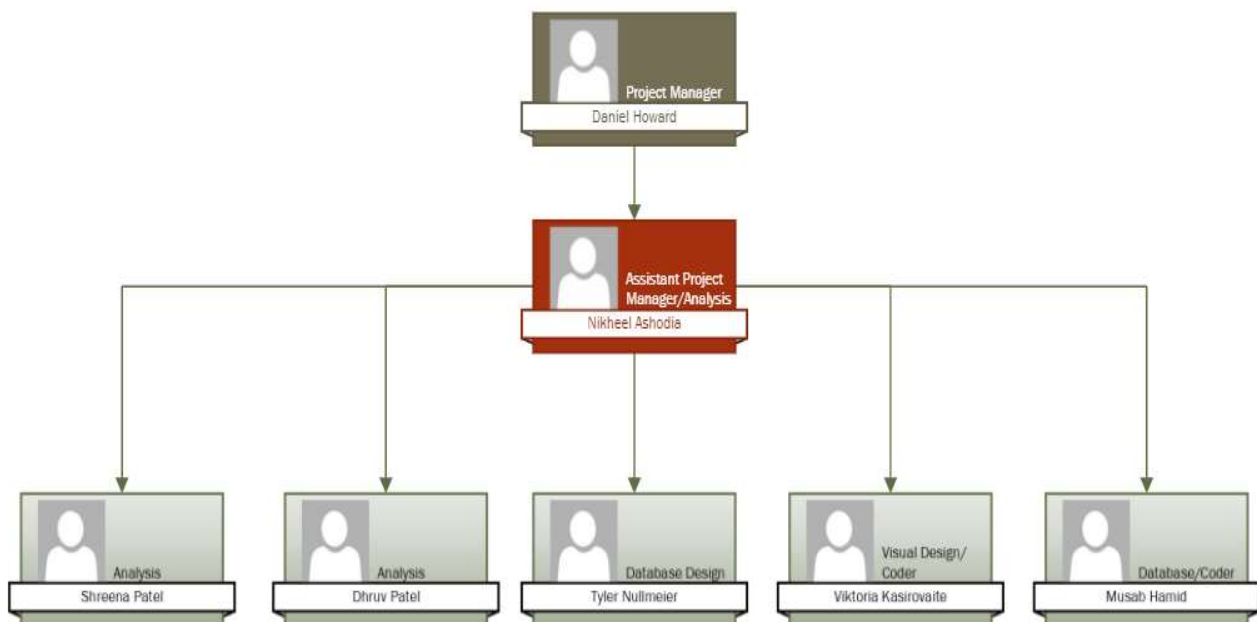 Project Manager
Daniel Howard
Assistant Project
Manager/Analysis
Nikheel Ashodia
Analysis
Shreena Patel
Analysis
Dhruv Patel
Database Design
Tyler Nullmeier
Visual Design/
Coder
Viktoria Kasirovaite
Database/Coder
Musab Hamid